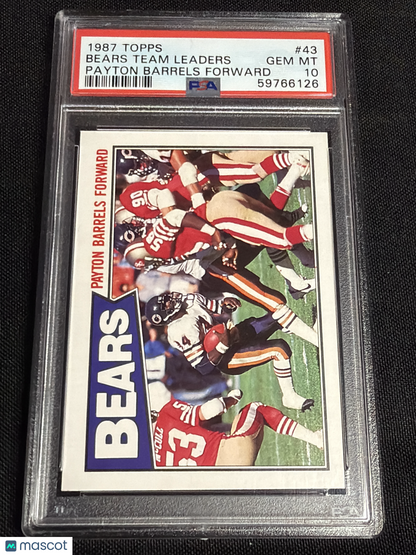 1987 TOPPS #43
BEARS TEAM LEADERS GEM MT
PAYTON BARRELS FORWARD 10
PSA 59766126
PAYTON BARRELS FORWARD
BEARS
53
mascot